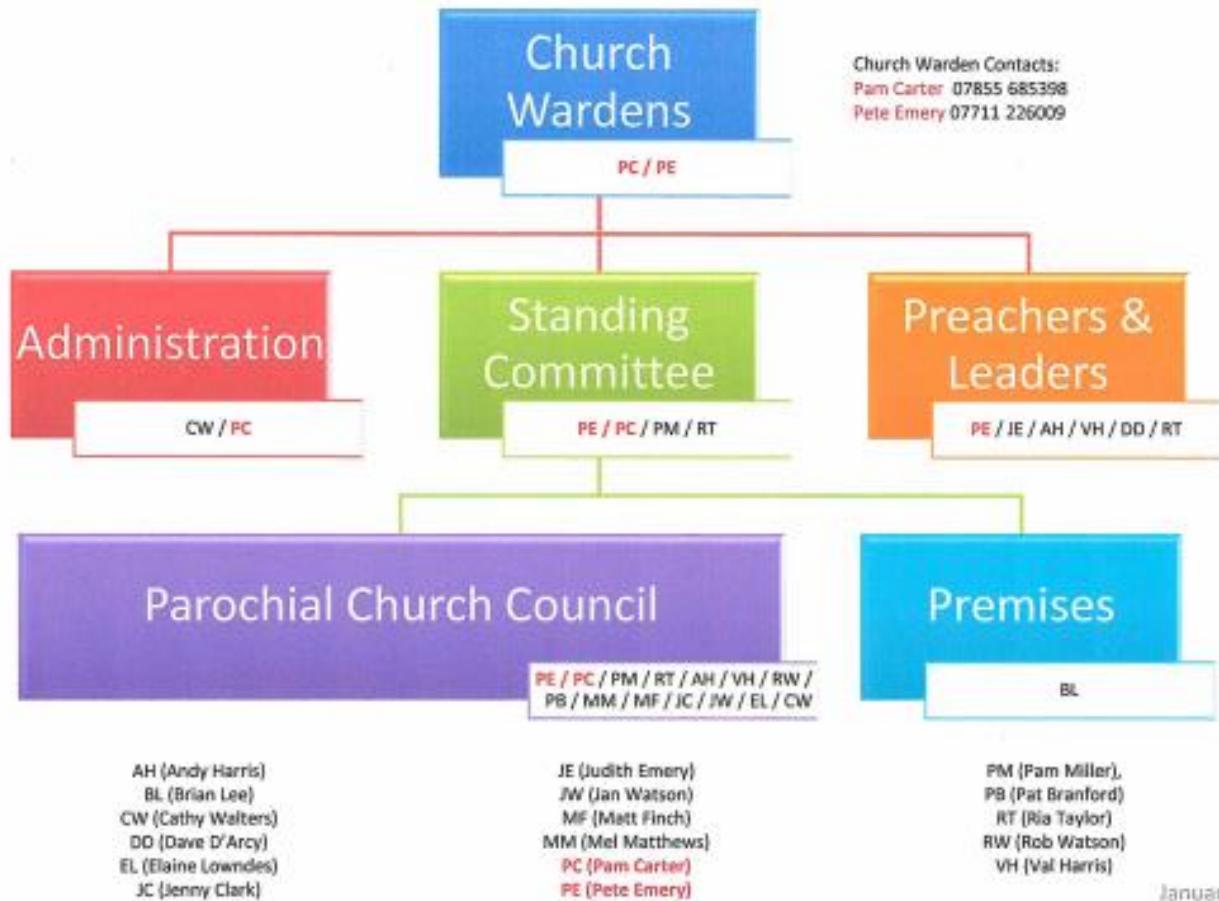 Church
Wardens
PC / PE
Church Warden Contacts:
Pam Carter 07855 685398
Pete Emery 07711 226009
Administration
CW / PC
Standing
Committee
PE / PC / PM / RT
Preachers &
Leaders
PE / JE / AH / VH / DD / RT
Parochial Church Council
PE / PC / PM / RT / AH / VH / RW /
PB / MM / MF / JC / JW / EL / CW
Premises
BL
AH (Andy Harris)
BL (Brian Lee)
CW (Cathy Walters)
DD (Dave D'Arcy)
EL (Elaine Lowndes)
JC (Jenny Clark)
JE (Judith Emery)
JW (Jan Watson)
MF (Matt Finch)
MM (Mel Matthews)
PC (Pam Carter)
PE (Pete Emery)
PM (Pam Miller),
PB (Pat Branford)
RT (Ria Taylor)
RW (Rob Watson)
VH (Val Harris)
Januar